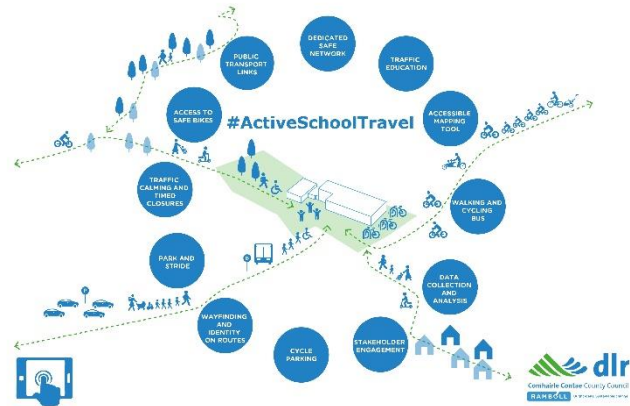 DEDICATED
SAFE
NETWORK
PUBLIC
TRANSPORT
LINKS
TRAFFIC
EDUCATION
ACCESS TO
SAFE BIKES
#ActiveSchoolTravel
ACCESSIBLE
MAPPING
TOOL
TRAFFIC
CALMING AND
TIMED
CLOSURES
WALKING AND
CYCLING
BUS
PARK AND
STRIDE
DATA
COLLECTION
AND
ANALYSIS
WAYFINDING
AND IDENTITY
ON ROUTES
CYCLE
PARKING
STAKEHOLDER
ENGAGEMENT
dlr
Comhairle Contae County Council
RAMBOLL